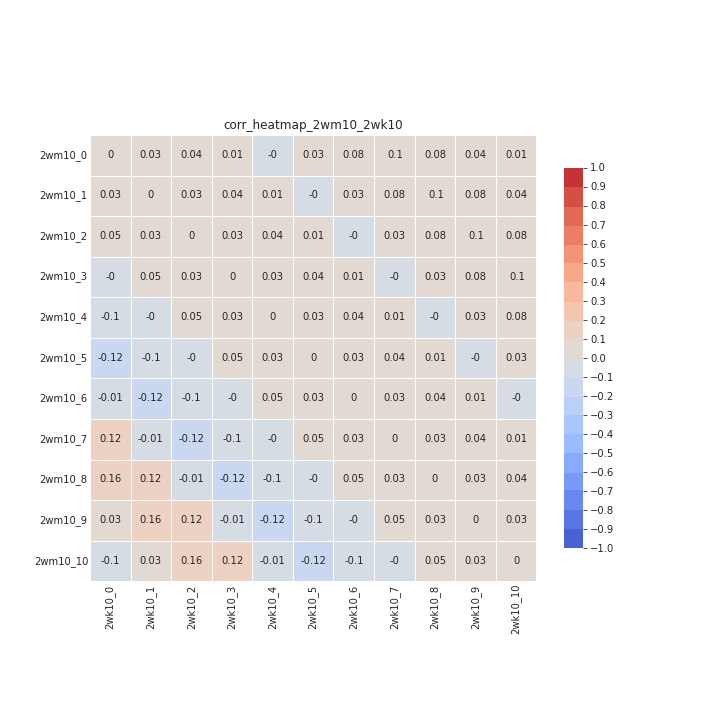 corr_heatmap_2wm10_2wk10
2wm10_0 0 0.03 0.04 0.01 -0 0.03 0.08 0.1 0.08 0.04 0.01
2wm10_1 0.03 0 0.03 0.04 0.01 -0 0.03 0.08 0.1 0.08 0.04
2wm10_2 0.05 0.03 0 0.03 0.04 0.01 -0 0.03 0.08 0.1 0.08
2wm10_3 -0 0.05 0.03 0 0.03 0.04 0.01 -0 0.03 0.08 0.1
2wm10_4 -0.1 -0 0.05 0.03 0 0.03 0.04 0.01 -0 0.03 0.08
2wm10_5 -0.12 -0.1 -0 0.05 0.03 0 0.03 0.04 0.01 -0 0.03
2wm10_6 -0.01 -0.12 -0.1 -0 0.05 0.03 0 0.03 0.04 0.01 -0
2wm10_7 0.12 -0.01 -0.12 -0.1 -0 0.05 0.03 0 0.03 0.04 0.01
2wm10_8 0.16 0.12 -0.01 -0.12 -0.1 -0 0.05 0.03 0 0.03 0.04
2wm10_9 0.03 0.16 0.12 -0.01 -0.12 -0.1 -0 0.05 0.03 0 0.03
2wm10_10 -0.1 0.03 0.16 0.12 -0.01 -0.12 -0.1 -0 0.05 0.03 0
2wk10_0 2wk10_1 2wk10_2 2wk10_3 2wk10_4 2wk10_5 2wk10_6 2wk10_7 2wk10_8 2wk10_9 2wk10_10
1.0
0.9
0.8
0.7
0.6
0.5
0.4
0.3
0.2
0.1
0.0
−0.1
−0.2
−0.3
−0.4
−0.5
−0.6
−0.7
−0.8
−0.9
−1.0